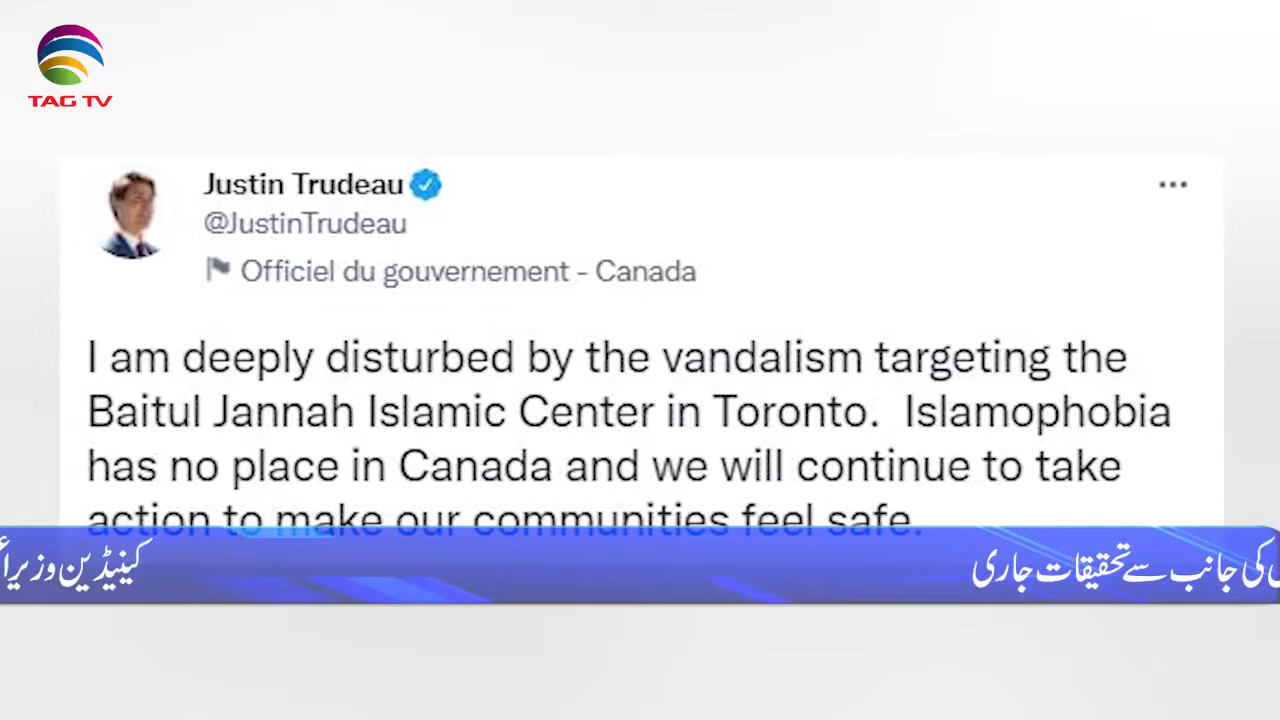 TAG TV
Justin Trudeau
@JustinTrudeau
Officiel du gouvernement - Canada
I am deeply disturbed by the vandalism targeting the
Baitul Jannah Islamic Center in Toronto. Islamophobia
has no place in Canada and we will continue to take
action to make our communities feel safe.
کی جانب سے تحقیقات جاری
کینیڈین